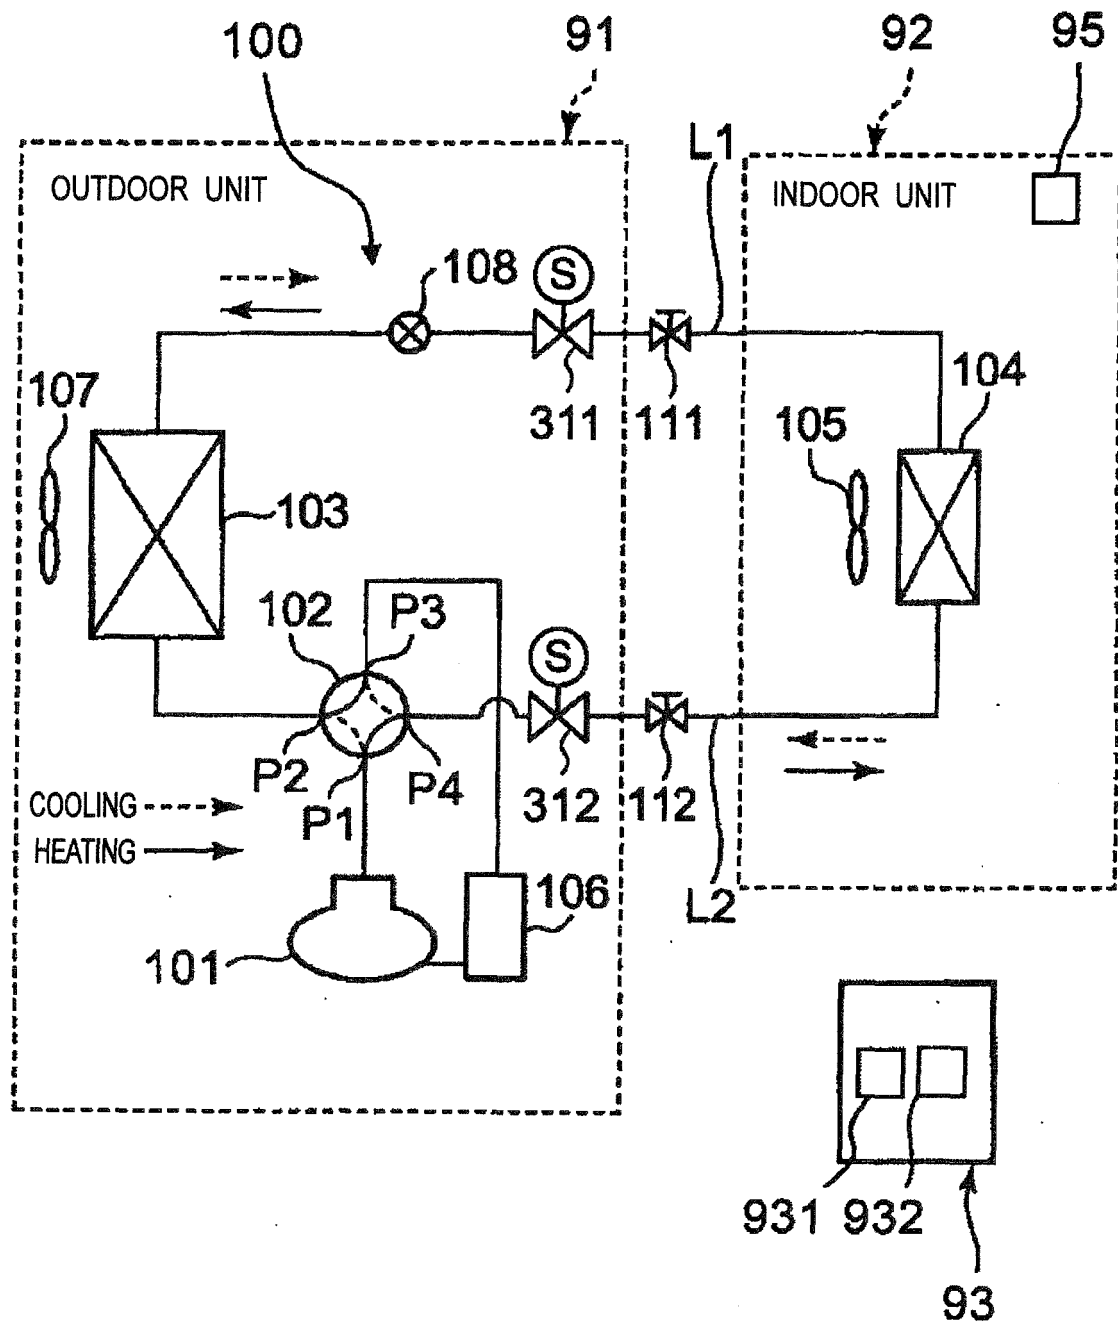 100
91
92
95
L1
OUTDOOR UNIT
INDOOR UNIT
108
S
107
311
111
104
105
103
102
P3
S
P2
P4
P1
312
112
COOLING
HEATING
L2
106
101
931
932
93